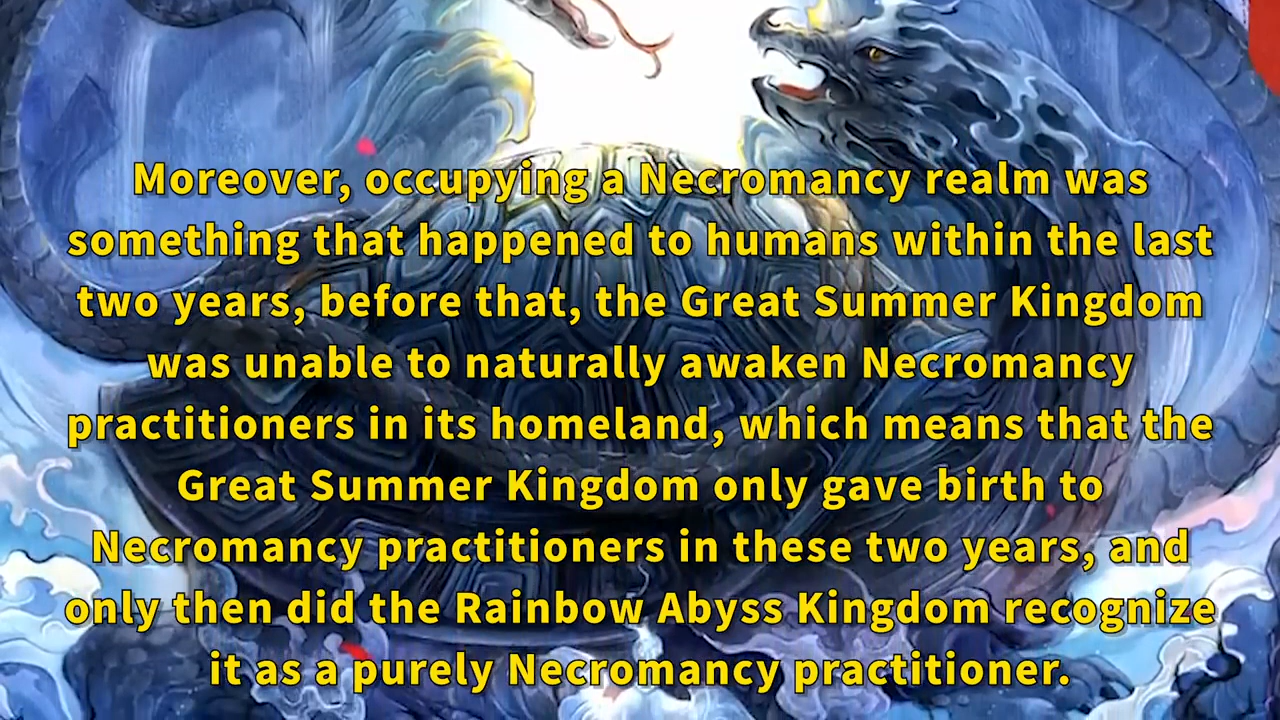 Moreover, occupying a Necromancy realm was
something that happened to humans within the last
two years, before that, the Great Summer Kingdom
was unable to naturally awaken Necromancy
practitioners in its homeland, which means that the
Great Summer Kingdom only gave birth to
Necromancy practitioners in these two years, and
only then did the Rainbow Abyss Kingdom recognize
it as a purely Necromancy practitioner.